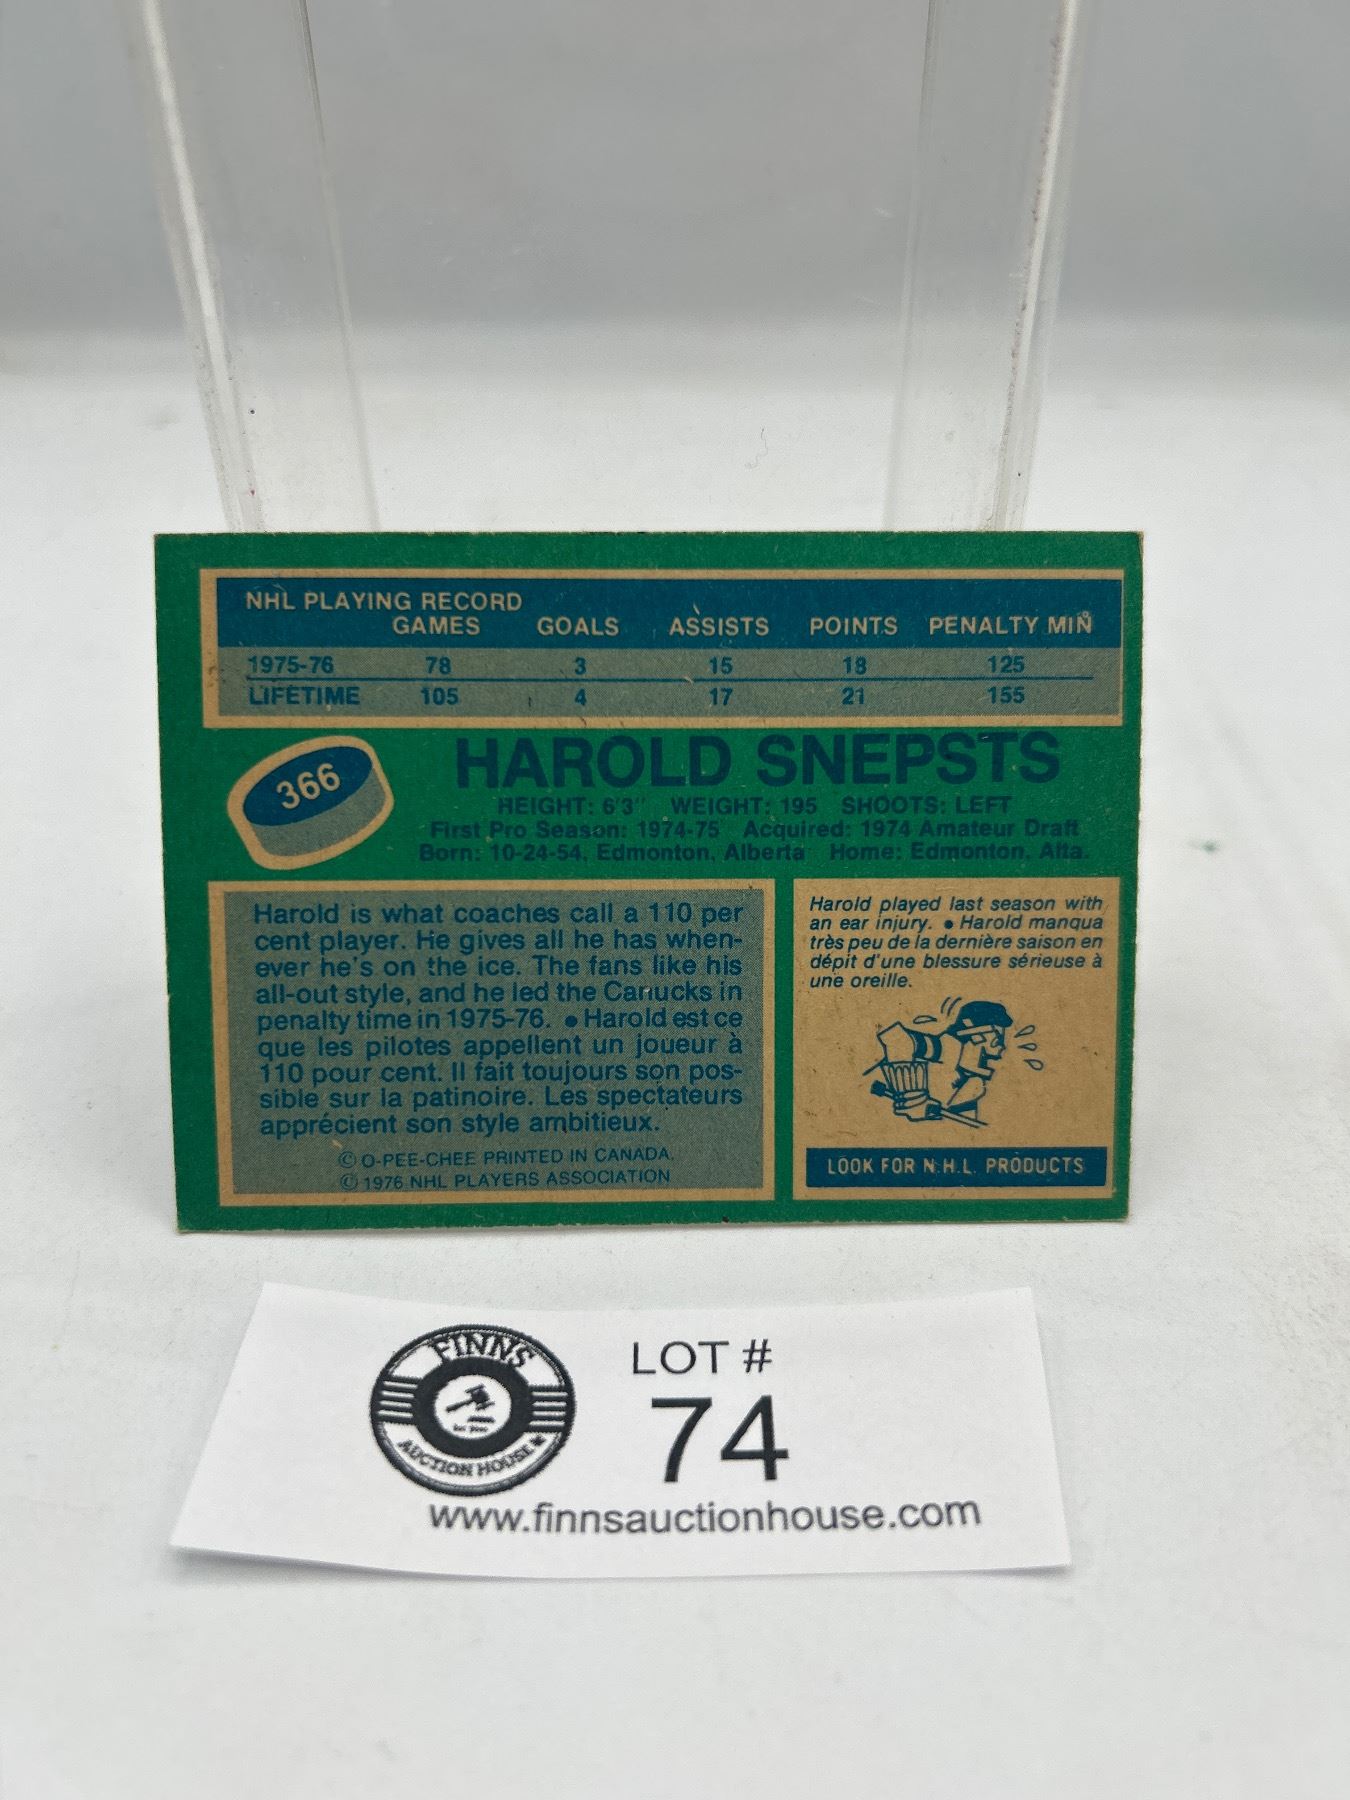 NHL PLAYING RECORD
GAMES GOALS ASSISTS POINTS PENALTY MIN
1975-76 78 3 15 18 125
LIFETIME 105 4 17 21 155
366
HAROLD SNEPSTS
HEIGHT: 6'3" WEIGHT: 195 SHOOTS: LEFT
First Pro Season: 1974-75 Acquired: 1974 Amateur Draft
Born: 10-24-54, Edmonton, Alberta Home: Edmonton, Alta.
Harold is what coaches call a 110 per
cent player. He gives all he has when-
ever he's on the ice. The fans like his
all-out style, and he led the Canucks in
penalty time in 1975-76. ● Harold est ce
que les pilotes appellent un joueur à
110 pour cent. Il fait toujours son pos-
sible sur la patinoire. Les spectateurs
apprécient son style ambitieux.
© O-PEE-CHEE PRINTED IN CANADA.
© 1976 NHL PLAYERS ASSOCIATION
Harold played last season with
an ear injury. ● Harold manqua
très peu de la dernière saison en
dépit d'une blessure sérieuse à
une oreille.
LOOK FOR N.H.L. PRODUCTS
FINNS
AUCTION HOUSE
LOT #
74
www.finnsauctionhouse.com